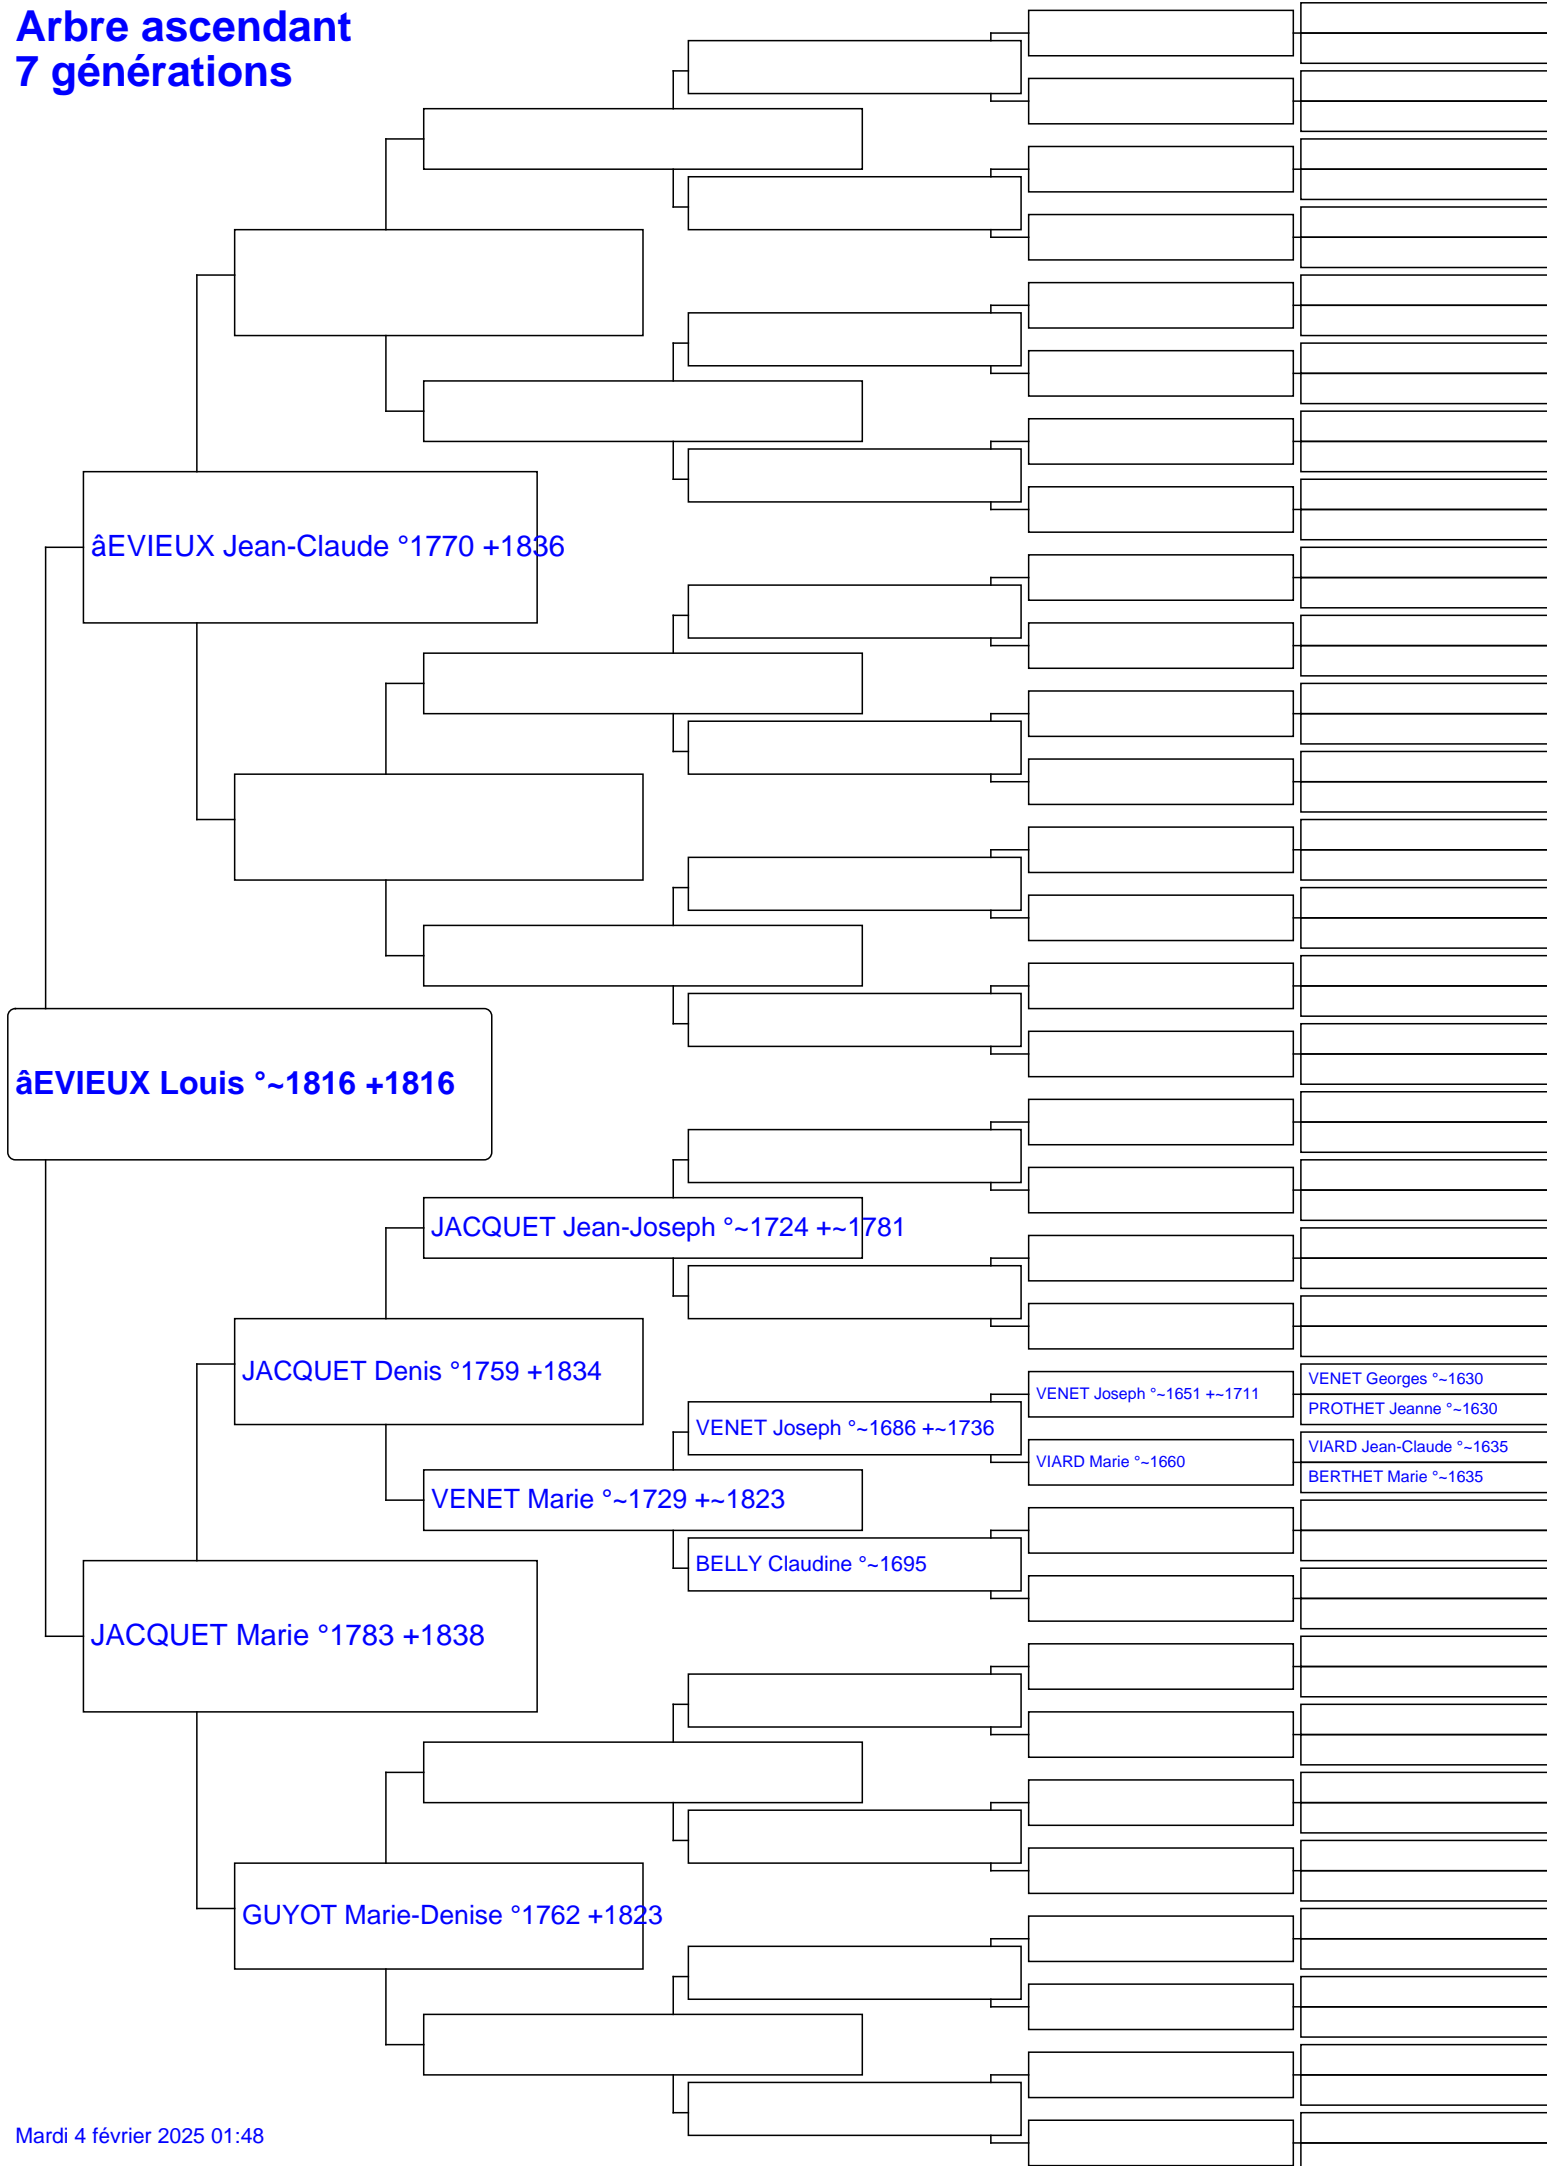 Arbre ascendant
7 générations
âEVIEUX Jean-Claude °1770 +1836
âEVIEUX Louis °~1816 +1816
JACQUET Jean-Joseph °~1724 +~1781
JACQUET Denis °1759 +1834
VENET Georges °~1630
VENET Joseph °~1651 +~1711
PROTHET Jeanne °~1630
VENET Joseph °~1686 +~1736
VIARD Jean-Claude °~1635
VIARD Marie °~1660
BERTHET Marie °~1635
VENET Marie °~1729 +~1823
BELLY Claudine °~1695
JACQUET Marie °1783 +1838
GUYOT Marie-Denise °1762 +1823
Mardi 4 février 2025 01:48